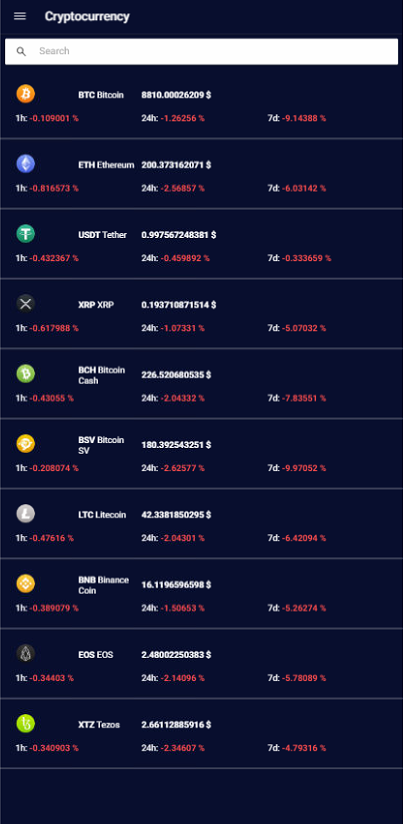 Cryptocurrency
Search
BTC Bitcoin 8810.00026209 $
1h: -0.109001 % 24h: -1.26256 % 7d: -9.14388 %
ETH Ethereum 200.373162071 $
1h: -0.816573 % 24h: -2.56857 % 7d: -6.03142 %
USDT Tether 0.997567248381 $
1h: -0.432367 % 24h: -0.459892 % 7d: -0.333659 %
XRP XRP 0.193710871514 $
1h: -0.617988 % 24h: -1.07331 % 7d: -5.07032 %
BCH Bitcoin
Cash 226.520680535 $
1h: -0.43055 % 24h: -2.04332 % 7d: -7.83551 %
BSV Bitcoin
SV 180.392543251 $
1h: -0.208074 % 24h: -2.62577 % 7d: -9.97052 %
LTC Litecoin 42.3381850295 $
1h: -0.47616 % 24h: -2.04301 % 7d: -6.42094 %
BNB Binance
Coin 16.1196596598 $
1h: -0.389079 % 24h: -1.50653 % 7d: -5.26274 %
EOS EOS 2.48002250383 $
1h: -0.34403 % 24h: -2.14096 % 7d: -5.78089 %
XTZ Tezos 2.66112885916 $
1h: -0.340903 % 24h: -2.34607 % 7d: -4.79316 %